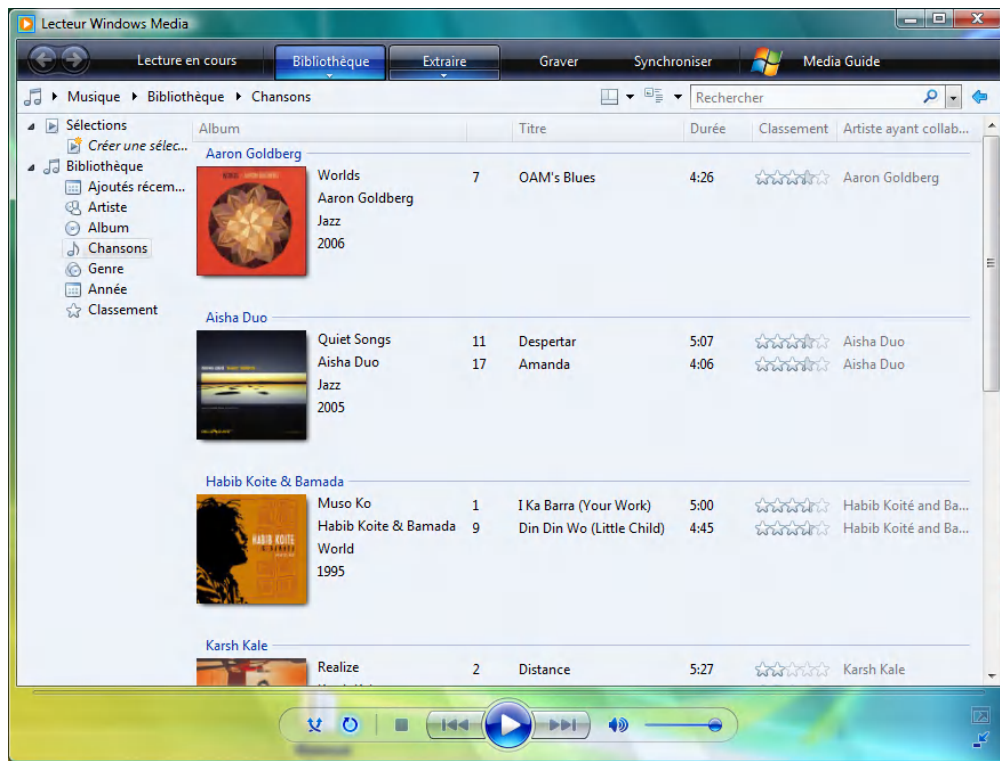 Lecteur Windows Media
Lecture en cours Bibliothèque Extraire Graver Synchroniser Media Guide
Musique Bibliothèque Chansons Rechercher
Sélections
Créer une sélec...
Bibliothèque
Ajoutés récem...
Artiste
Album
Chansons
Genre
Année
Classement
Album Titre Durée Classement Artiste ayant collab...
Aaron Goldberg
Worlds 7 OAM's Blues 4:26 Aaron Goldberg
Aaron Goldberg
Jazz
2006
Aisha Duo
Quiet Songs 11 Despertar 5:07 Aisha Duo
Aisha Duo 17 Amanda 4:06 Aisha Duo
Jazz
2005
Habib Koite & Bamada
HABIB KOITE
& BAMADA
Muso Ko 1 I Ka Barra (Your Work) 5:00 Habib Koité and Ba...
Habib Koite & Bamada 9 Din Din Wo (Little Child) 4:45 Habib Koité and Ba...
World
1995
Karsh Kale
Realize 2 Distance 5:27 Karsh Kale